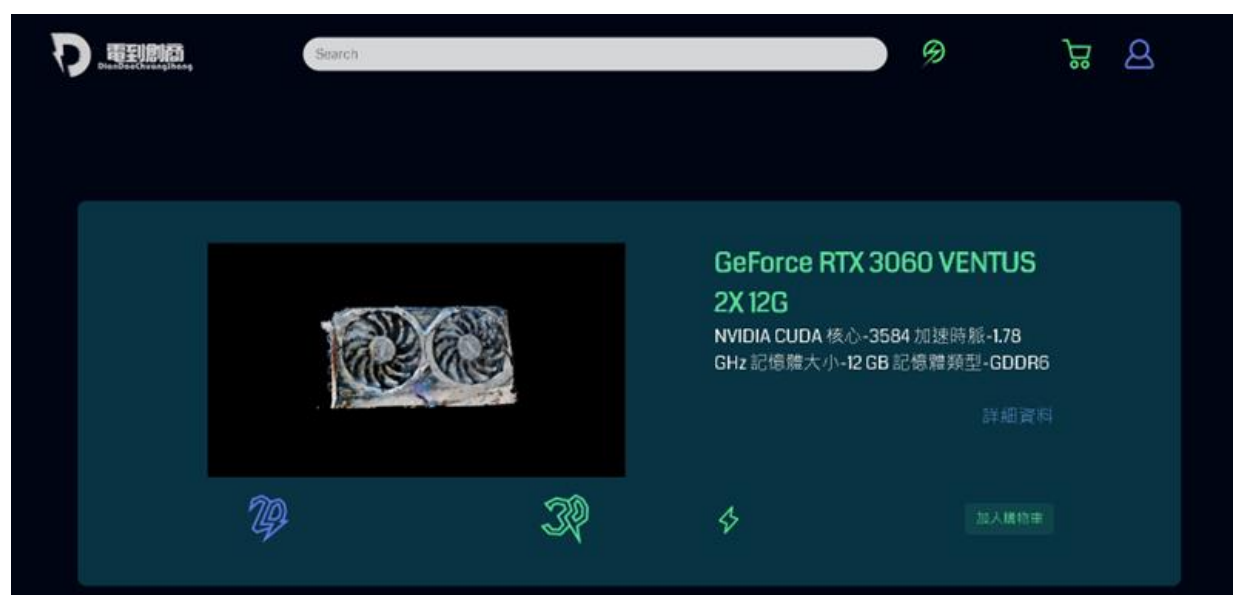 電到創商
DianDaoChuangShang
Search
GeForce RTX 3060 VENTUS
2X 12G
NVIDIA CUDA 核心-3584 加速時脈-1.78
GHz 記憶體大小-12 GB 記憶體類型-GDDR6
詳細資料
2D
3D
加入購物車